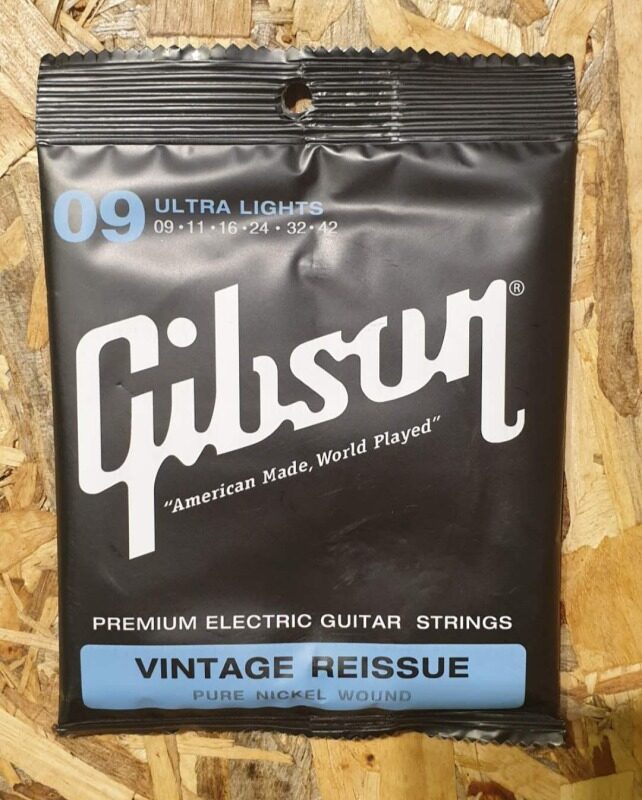 09 ULTRA LIGHTS
09•11•16•24•32•42
Gibson®
“American Made, World Played”
PREMIUM ELECTRIC GUITAR STRINGS
VINTAGE REISSUE
PURE NICKEL WOUND